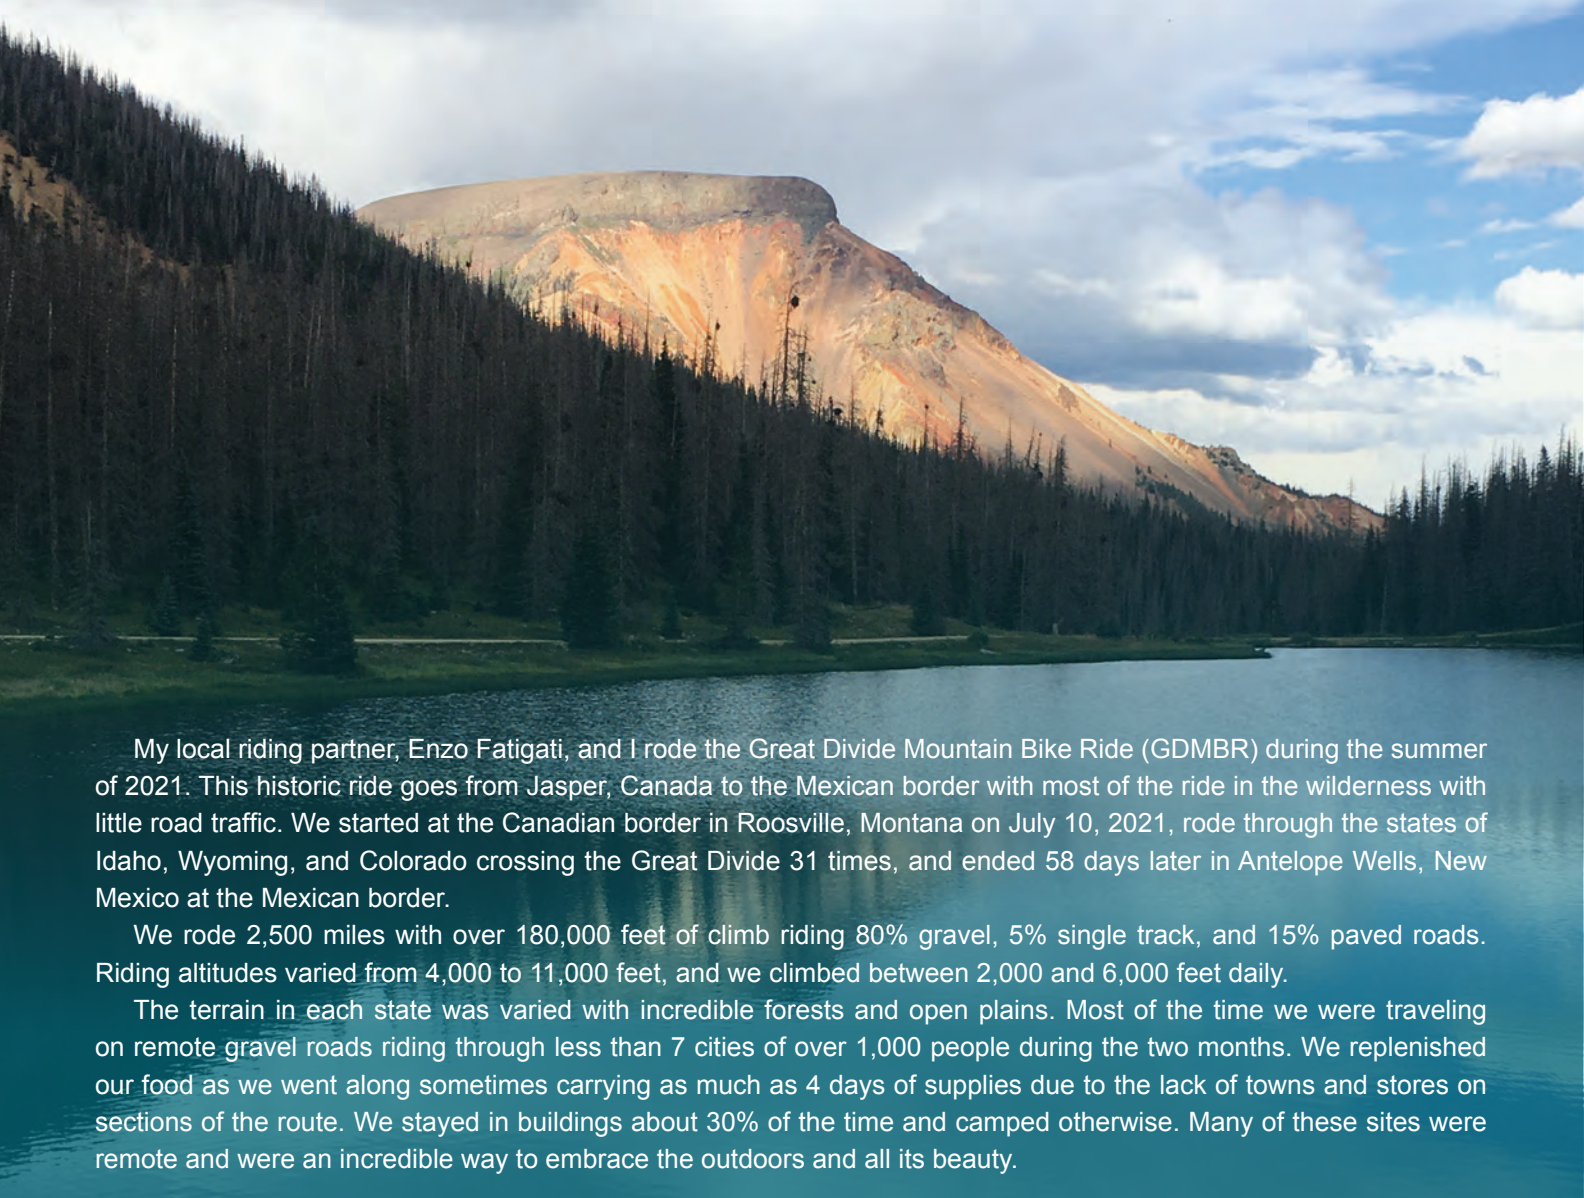 My local riding partner, Enzo Fatigati, and I rode the Great Divide Mountain Bike Ride (GDMBR) during the summer
of 2021. This historic ride goes from Jasper, Canada to the Mexican border with most of the ride in the wilderness with
little road traffic. We started at the Canadian border in Roosville, Montana on July 10, 2021, rode through the states of
Idaho, Wyoming, and Colorado crossing the Great Divide 31 times, and ended 58 days later in Antelope Wells, New
Mexico at the Mexican border.
We rode 2,500 miles with over 180,000 feet of climb riding 80% gravel, 5% single track, and 15% paved roads.
Riding altitudes varied from 4,000 to 11,000 feet, and we climbed between 2,000 and 6,000 feet daily.
The terrain in each state was varied with incredible forests and open plains. Most of the time we were traveling
on remote gravel roads riding through less than 7 cities of over 1,000 people during the two months. We replenished
our food as we went along sometimes carrying as much as 4 days of supplies due to the lack of towns and stores on
sections of the route. We stayed in buildings about 30% of the time and camped otherwise. Many of these sites were
remote and were an incredible way to embrace the outdoors and all its beauty.